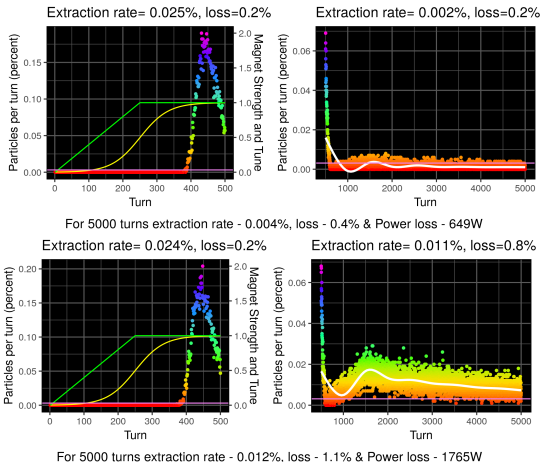 Extraction rate= 0.025%, loss=0.2%
Extraction rate= 0.002%, loss=0.2%
Particles per turn (percent)
0.15
0.10
0.05
0.00
2.0
1.5
1.0
0.5
0.0
Magnet Strength and Tune
0 100 200 300 400 500
Turn
Particles per turn (percent)
0.06
0.04
0.02
0.00
1000 2000 3000 4000 5000
Turn
For 5000 turns extraction rate - 0.004%, loss - 0.4% & Power loss - 649W
Extraction rate= 0.024%, loss=0.2%
Extraction rate= 0.011%, loss=0.8%
Particles per turn (percent)
0.20
0.15
0.10
0.05
0.00
2.0
1.5
1.0
0.5
0.0
Magnet Strength and Tune
0 100 200 300 400 500
Turn
Particles per turn (percent)
0.06
0.04
0.02
0.00
1000 2000 3000 4000 5000
Turn
For 5000 turns extraction rate - 0.012%, loss - 1.1% & Power loss - 1765W